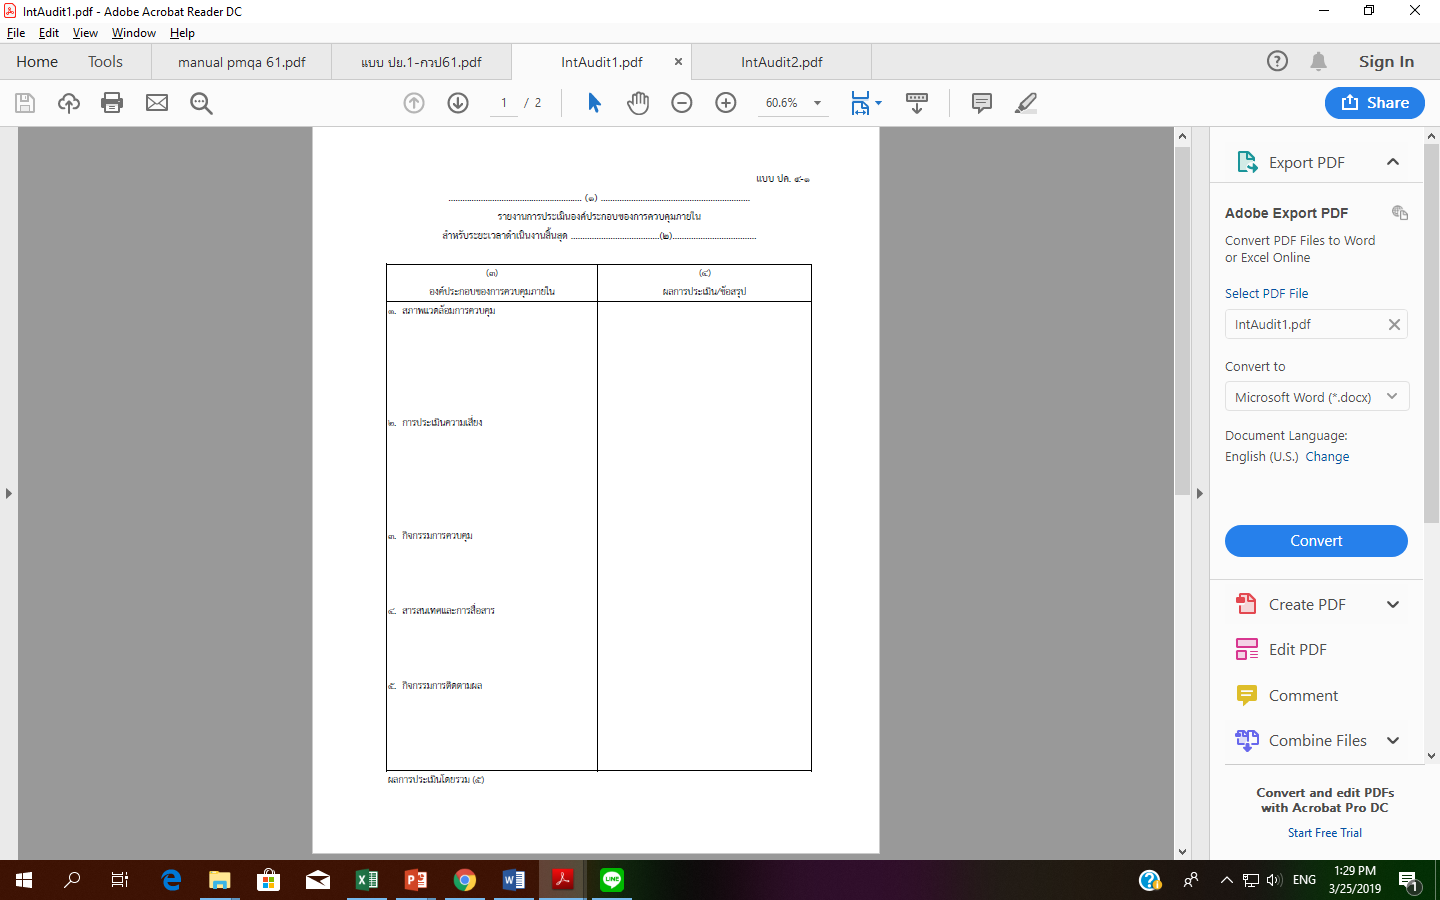 IntAudit1.pdf - Adobe Acrobat Reader DC
File Edit View Window Help
Home Tools manual pmqa 61.pdf แบบ ปย.1-กวป61.pdf IntAudit1.pdf × IntAudit2.pdf Sign In
1 / 2 60.6% Share
แบบ ปค. ๔-๑
.......................................................... (๑) ..................................................................
รายงานการประเมินองค์ประกอบของการควบคุมภายใน
สำหรับระยะเวลาดำเนินงานสิ้นสุด .......................................(๒).....................................
(๓) (๔)
องค์ประกอบของการควบคุมภายใน ผลการประเมิน/ข้อสรุป
๑. สภาพแวดล้อมการควบคุม
๒. การประเมินความเสี่ยง
๓. กิจกรรมการควบคุม
๔. สารสนเทศและการสื่อสาร
๕. กิจกรรมการติดตามผล
ผลการประเมินโดยรวม (๕)
Export PDF
Adobe Export PDF
Convert PDF Files to Word
or Excel Online
Select PDF File
IntAudit1.pdf
Convert to
Microsoft Word (*.docx)
Document Language:
English (U.S.) Change
Convert
Create PDF
Edit PDF
Comment
Combine Files
Convert and edit PDFs
with Acrobat Pro DC
Start Free Trial
LINE
ENG
1:29 PM
3/25/2019
1